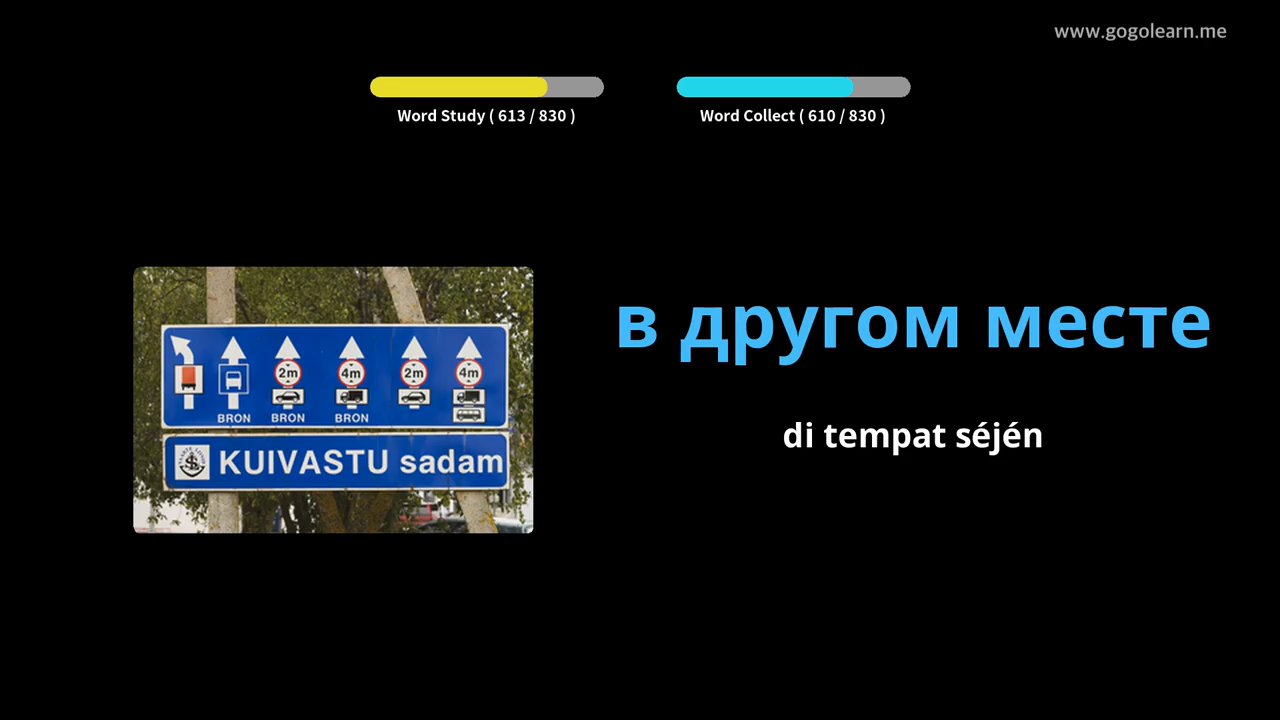 www.gogolearn.me
Word Study ( 613 / 830 )
Word Collect ( 610 / 830 )
в другом месте
di tempat séjén
2m 4m 2m 4m
BRON BRON BRON
KUIVASTU sadam